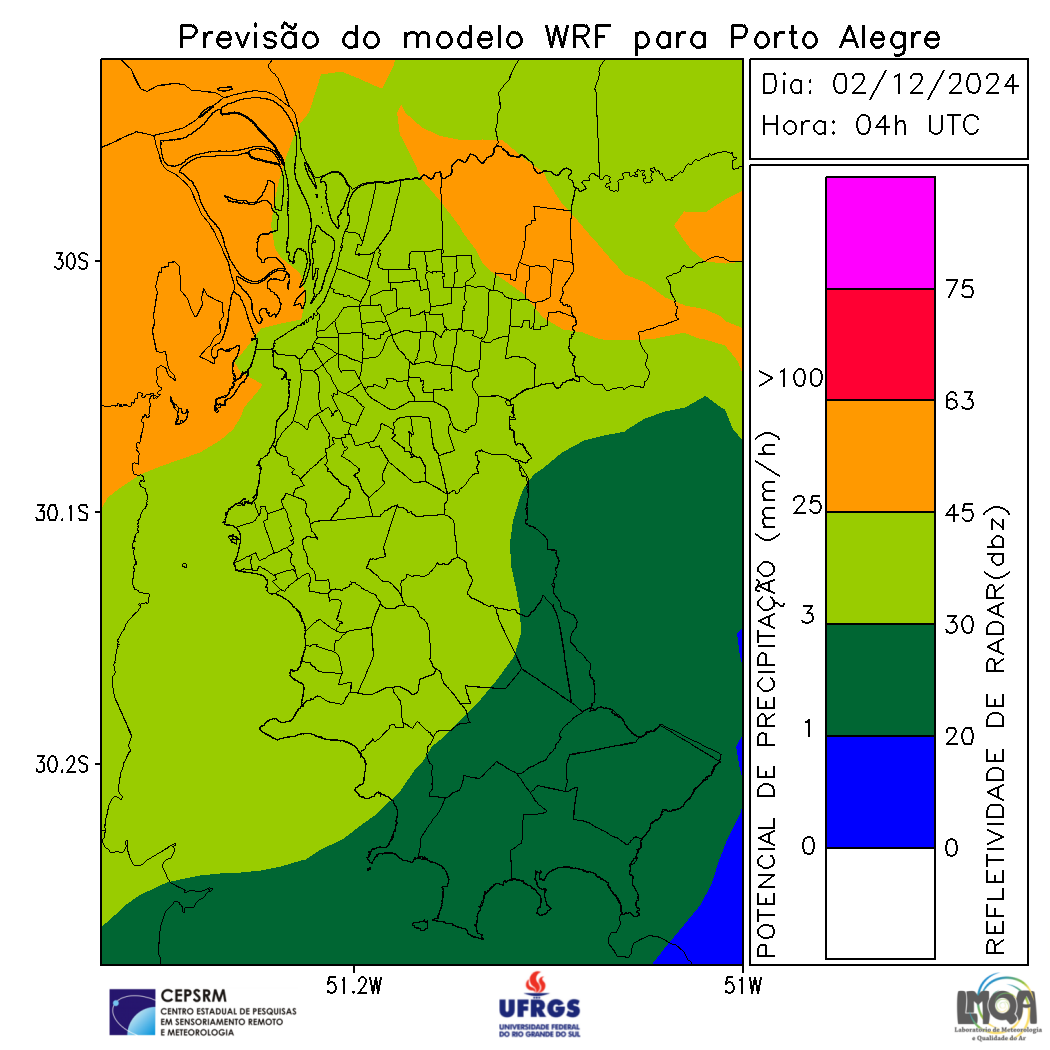 Previsão do modelo WRF para Porto Alegre
Dia: 02/12/2024
Hora: 04h UTC
30S
30.1S
30.2S
51.2W
51W
POTENCIAL DE PRECIPITAÇÃO (mm/h)
>100
25
3
1
0
75
63
45
30
20
0
REFLETIVIDADE DE RADAR(dbz)
CEPSRM
CENTRO ESTADUAL DE PESQUISAS
EM SENSORIAMENTO REMOTO
E METEOROLOGIA
UFRGS
UNIVERSIDADE FEDERAL
DO RIO GRANDE DO SUL
LMQA
Laboratório de Meteorologia
e Qualidade do Ar